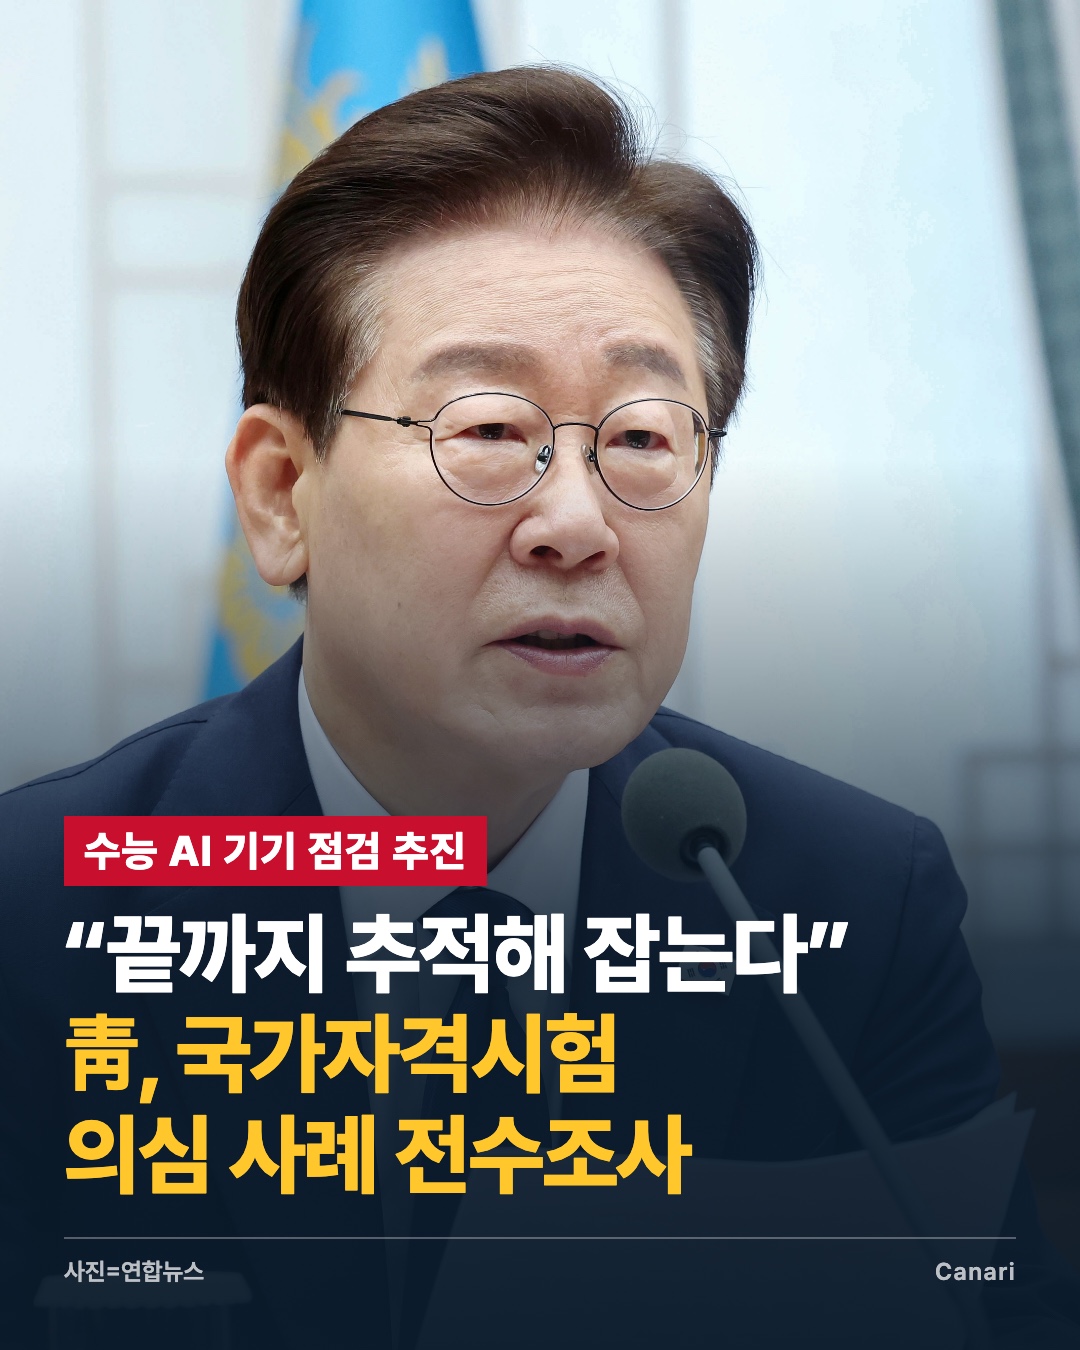 수능 AI 기기 점검 추진
“끝까지 추적해 잡는다”
靑, 국가자격시험
의심 사례 전수조사
사진=연합뉴스
Canari